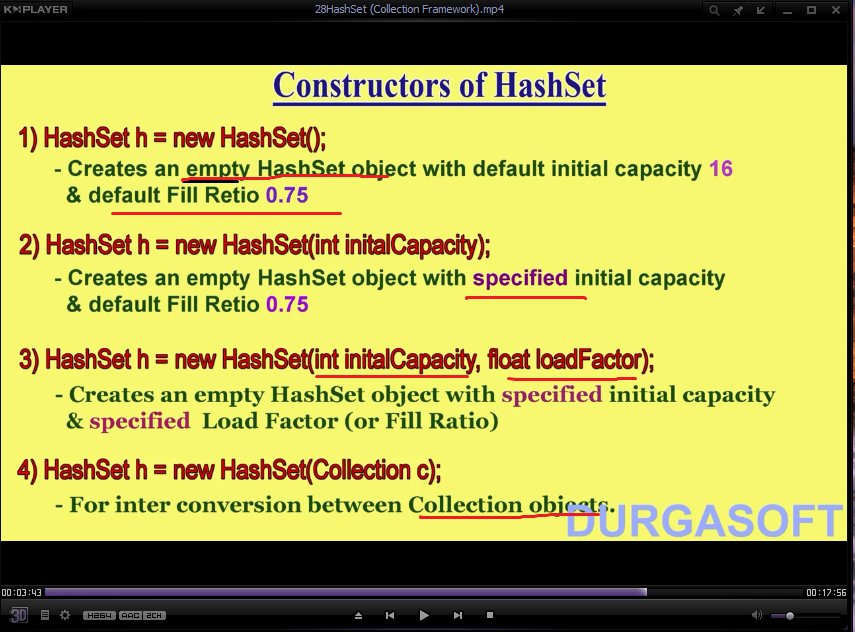 KMPLAYER
28HashSet (Collection Framework).mp4
Constructors of HashSet
1) HashSet h = new HashSet();
- Creates an empty HashSet object with default initial capacity 16
& default Fill Retio 0.75
2) HashSet h = new HashSet(int initalCapacity);
- Creates an empty HashSet object with specified initial capacity
& default Fill Retio 0.75
3) HashSet h = new HashSet(int initalCapacity, float loadFactor);
- Creates an empty HashSet object with specified initial capacity
& specified Load Factor (or Fill Ratio)
4) HashSet h = new HashSet(Collection c);
- For inter conversion between Collection objects.
DURGASOFT
00:03:43
00:17:56
3D
H264 AAC 2CH